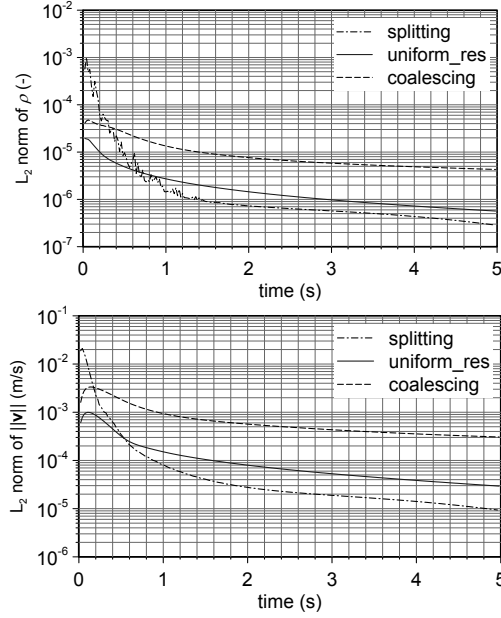 10-2
10-3
10-4
10-5
10-6
10-7
L2 norm of ρ (-)
splitting
uniform_res
coalescing
0 1 2 3 4 5
time (s)
10-1
10-2
10-3
10-4
10-5
10-6
L2 norm of ||v|| (m/s)
splitting
uniform_res
coalescing
0 1 2 3 4 5
time (s)